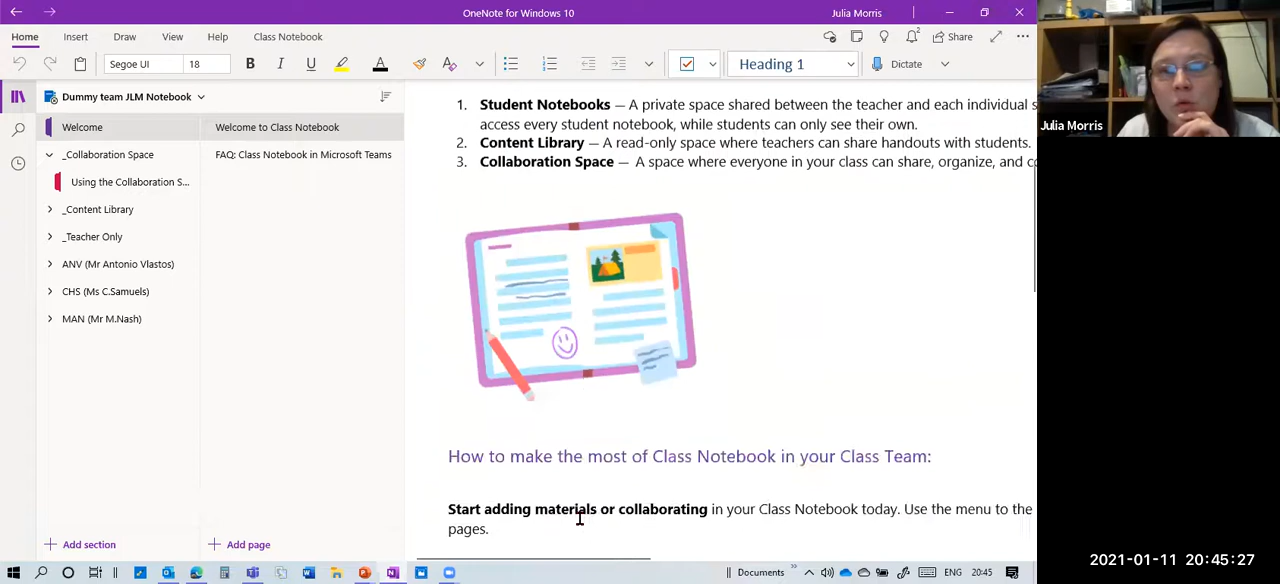 OneNote for Windows 10
Julia Morris
Home
Insert
Draw
View
Help
Class Notebook
Share
Segoe UI
18
B
I
U
A
A
Heading 1
Dictate
Dummy team JLM Notebook
Welcome
_Collaboration Space
Using the Collaboration S...
_Content Library
_Teacher Only
ANV (Mr Antonio Vlastos)
CHS (Ms C.Samuels)
MAN (Mr M.Nash)
Add section
Welcome to Class Notebook
FAQ: Class Notebook in Microsoft Teams
Add page
1. Student Notebooks — A private space shared between the teacher and each individual s
access every student notebook, while students can only see their own.
2. Content Library — A read-only space where teachers can share handouts with students.
3. Collaboration Space — A space where everyone in your class can share, organize, and co
How to make the most of Class Notebook in your Class Team:
Start adding materials or collaborating in your Class Notebook today. Use the menu to the
pages.
Julia Morris
2021-01-11 20:45:27
Documents
ENG
20:45